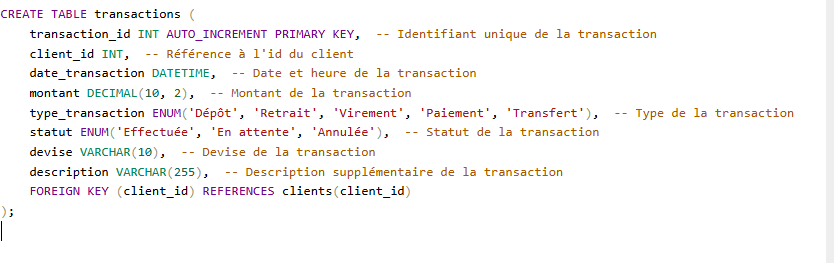 CREATE TABLE transactions (
    transaction_id INT AUTO_INCREMENT PRIMARY KEY,  -- Identifiant unique de la transaction
    client_id INT,  -- Référence à l'id du client
    date_transaction DATETIME,  -- Date et heure de la transaction
    montant DECIMAL(10, 2),  -- Montant de la transaction
    type_transaction ENUM('Dépôt', 'Retrait', 'Virement', 'Paiement', 'Transfert'),  -- Type de la transaction
    statut ENUM('Effectuée', 'En attente', 'Annulée'),  -- Statut de la transaction
    devise VARCHAR(10),  -- Devise de la transaction
    description VARCHAR(255),  -- Description supplémentaire de la transaction
    FOREIGN KEY (client_id) REFERENCES clients(client_id)
);